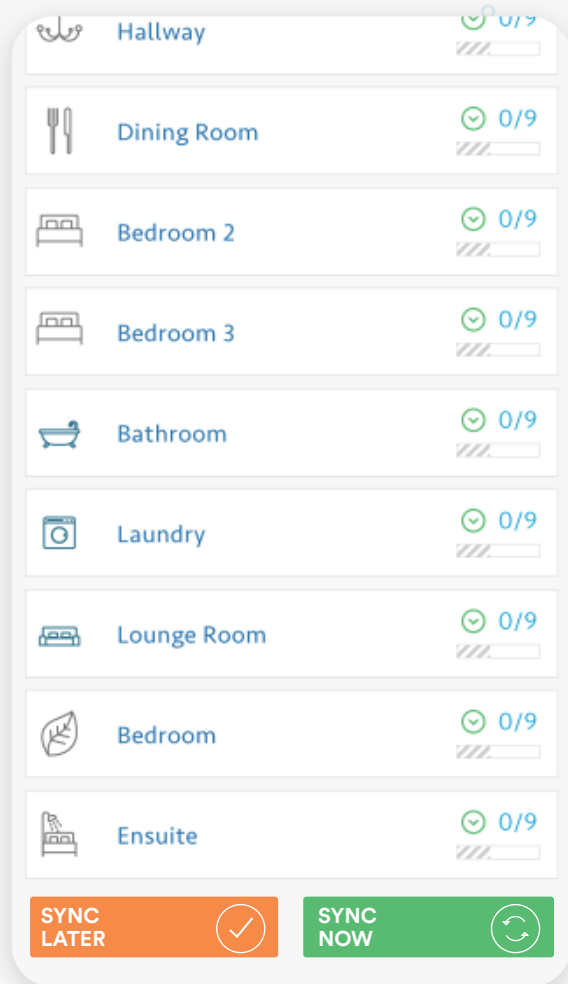 Hallway 0/9
Dining Room 0/9
Bedroom 2 0/9
Bedroom 3 0/9
Bathroom 0/9
Laundry 0/9
Lounge Room 0/9
Bedroom 0/9
Ensuite 0/9
SYNC
LATER
SYNC
NOW